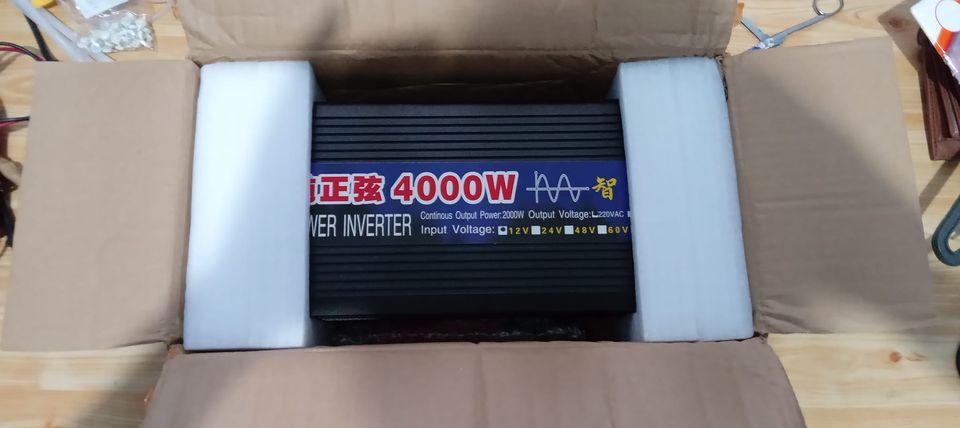 正弦 4000W 智
WER INVERTER
Continous Output Power:2000W Output Voltage: 220VAC
Input Voltage: 12V 24V 48V 60V